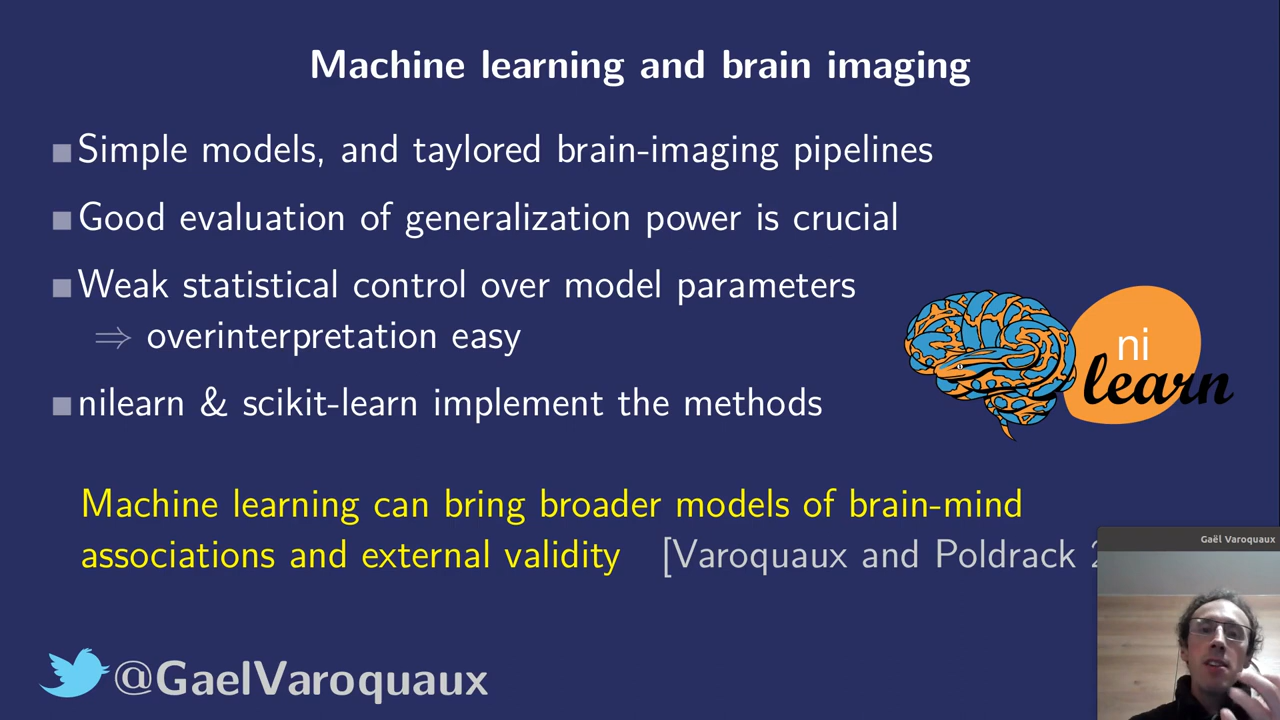 Machine learning and brain imaging
Simple models, and taylored brain-imaging pipelines
Good evaluation of generalization power is crucial
Weak statistical control over model parameters
⇒ overinterpretation easy
nilearn & scikit-learn implement the methods
ni
learn
Machine learning can bring broader models of brain-mind
associations and external validity [Varoquaux and Poldrack
Gaël Varoquaux
@GaelVaroquaux